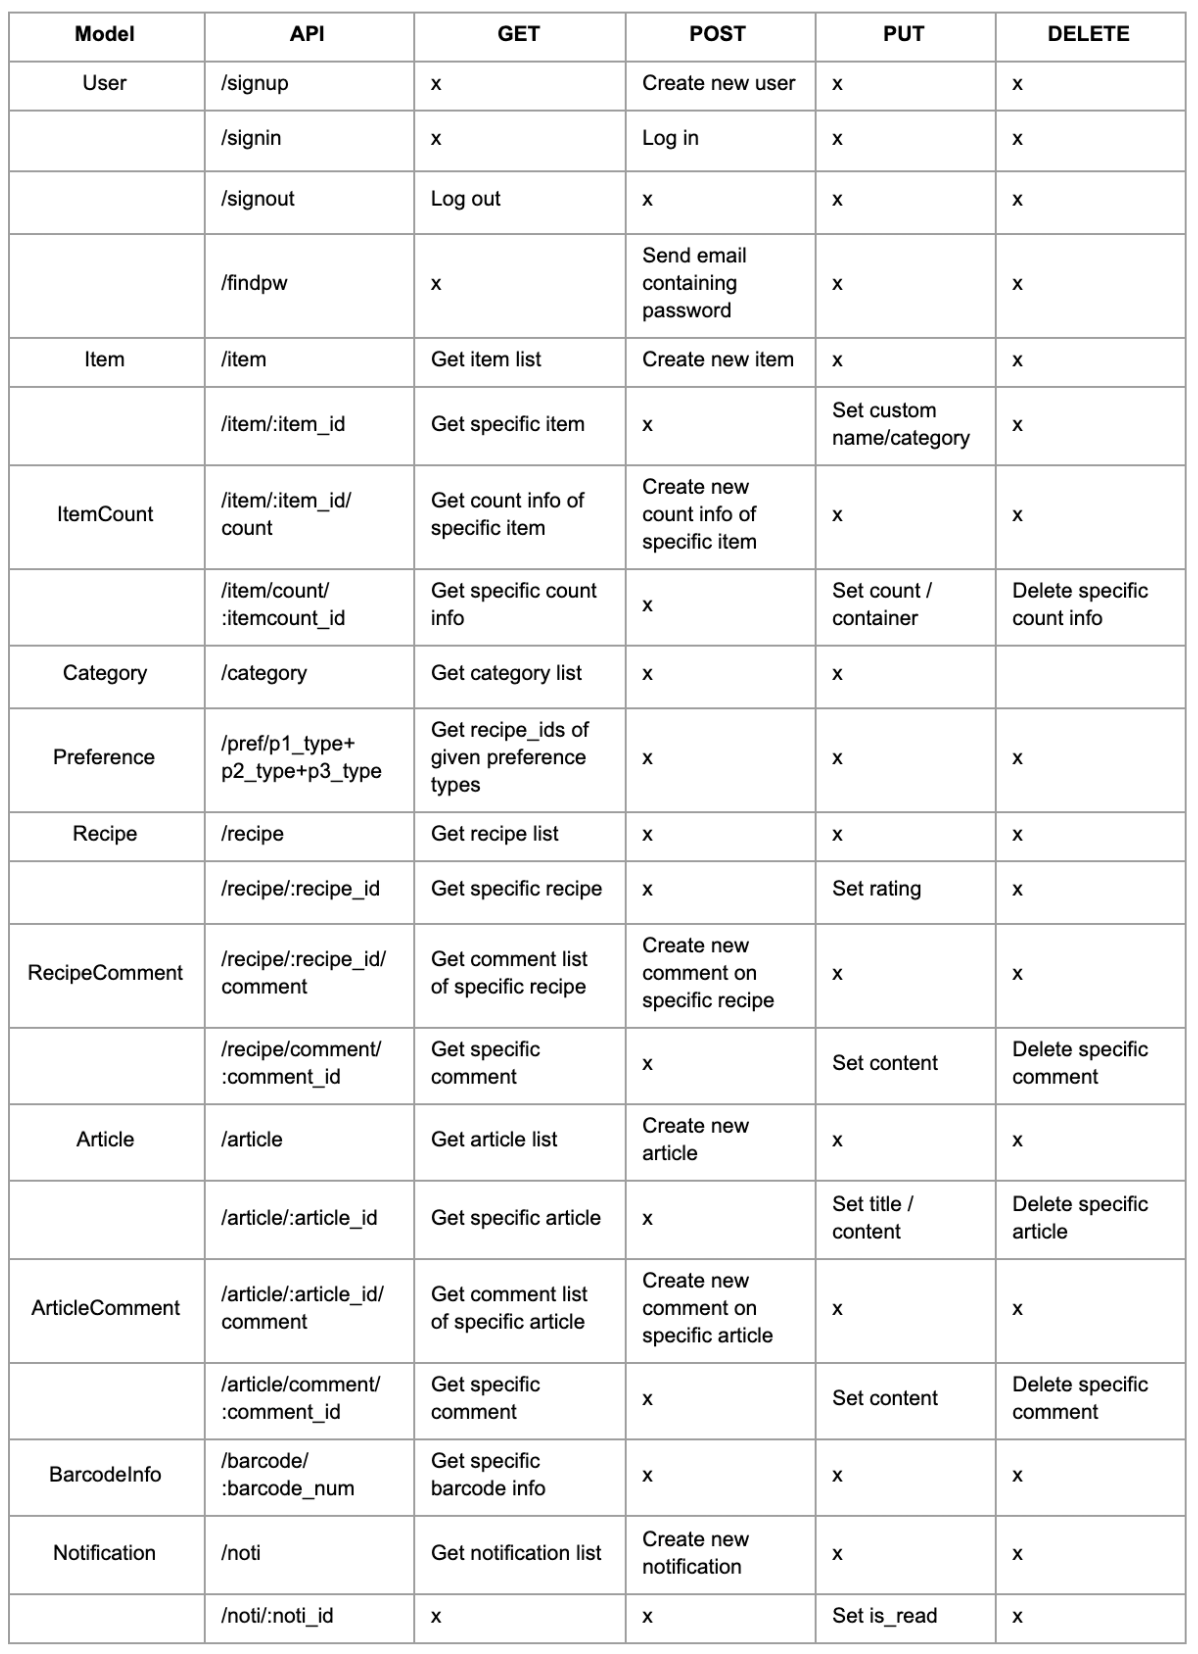 Model API GET POST PUT DELETE
User /signup x Create new user x x
/signin x Log in x x
/signout Log out x x x
/findpw x Send email
containing
password x x
Item /item Get item list Create new item x x
/item/:item_id Get specific item x Set custom
name/category x
ItemCount /item/:item_id/
count Get count info of
specific item Create new
count info of
specific item x x
/item/count/
:itemcount_id Get specific count
info x Set count /
container Delete specific
count info
Category /category Get category list x x
Preference /pref/p1_type+
p2_type+p3_type Get recipe_ids of
given preference
types x x x
Recipe /recipe Get recipe list x x x
/recipe/:recipe_id Get specific recipe x Set rating x
RecipeComment /recipe/:recipe_id/
comment Get comment list
of specific recipe Create new
comment on
specific recipe x x
/recipe/comment/
:comment_id Get specific
comment x Set content Delete specific
comment
Article /article Get article list Create new
article x x
/article/:article_id Get specific article x Set title /
content Delete specific
article
ArticleComment /article/:article_id/
comment Get comment list
of specific article Create new
comment on
specific article x x
/article/comment/
:comment_id Get specific
comment x Set content Delete specific
comment
BarcodeInfo /barcode/
:barcode_num Get specific
barcode info x x x
Notification /noti Get notification list Create new
notification x x
/noti/:noti_id x x Set is_read x